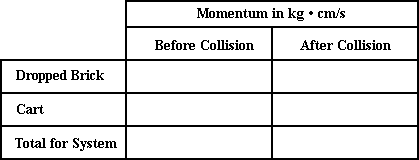 Momentum in kg • cm/s
Before Collision After Collision
Dropped Brick
Cart
Total for System